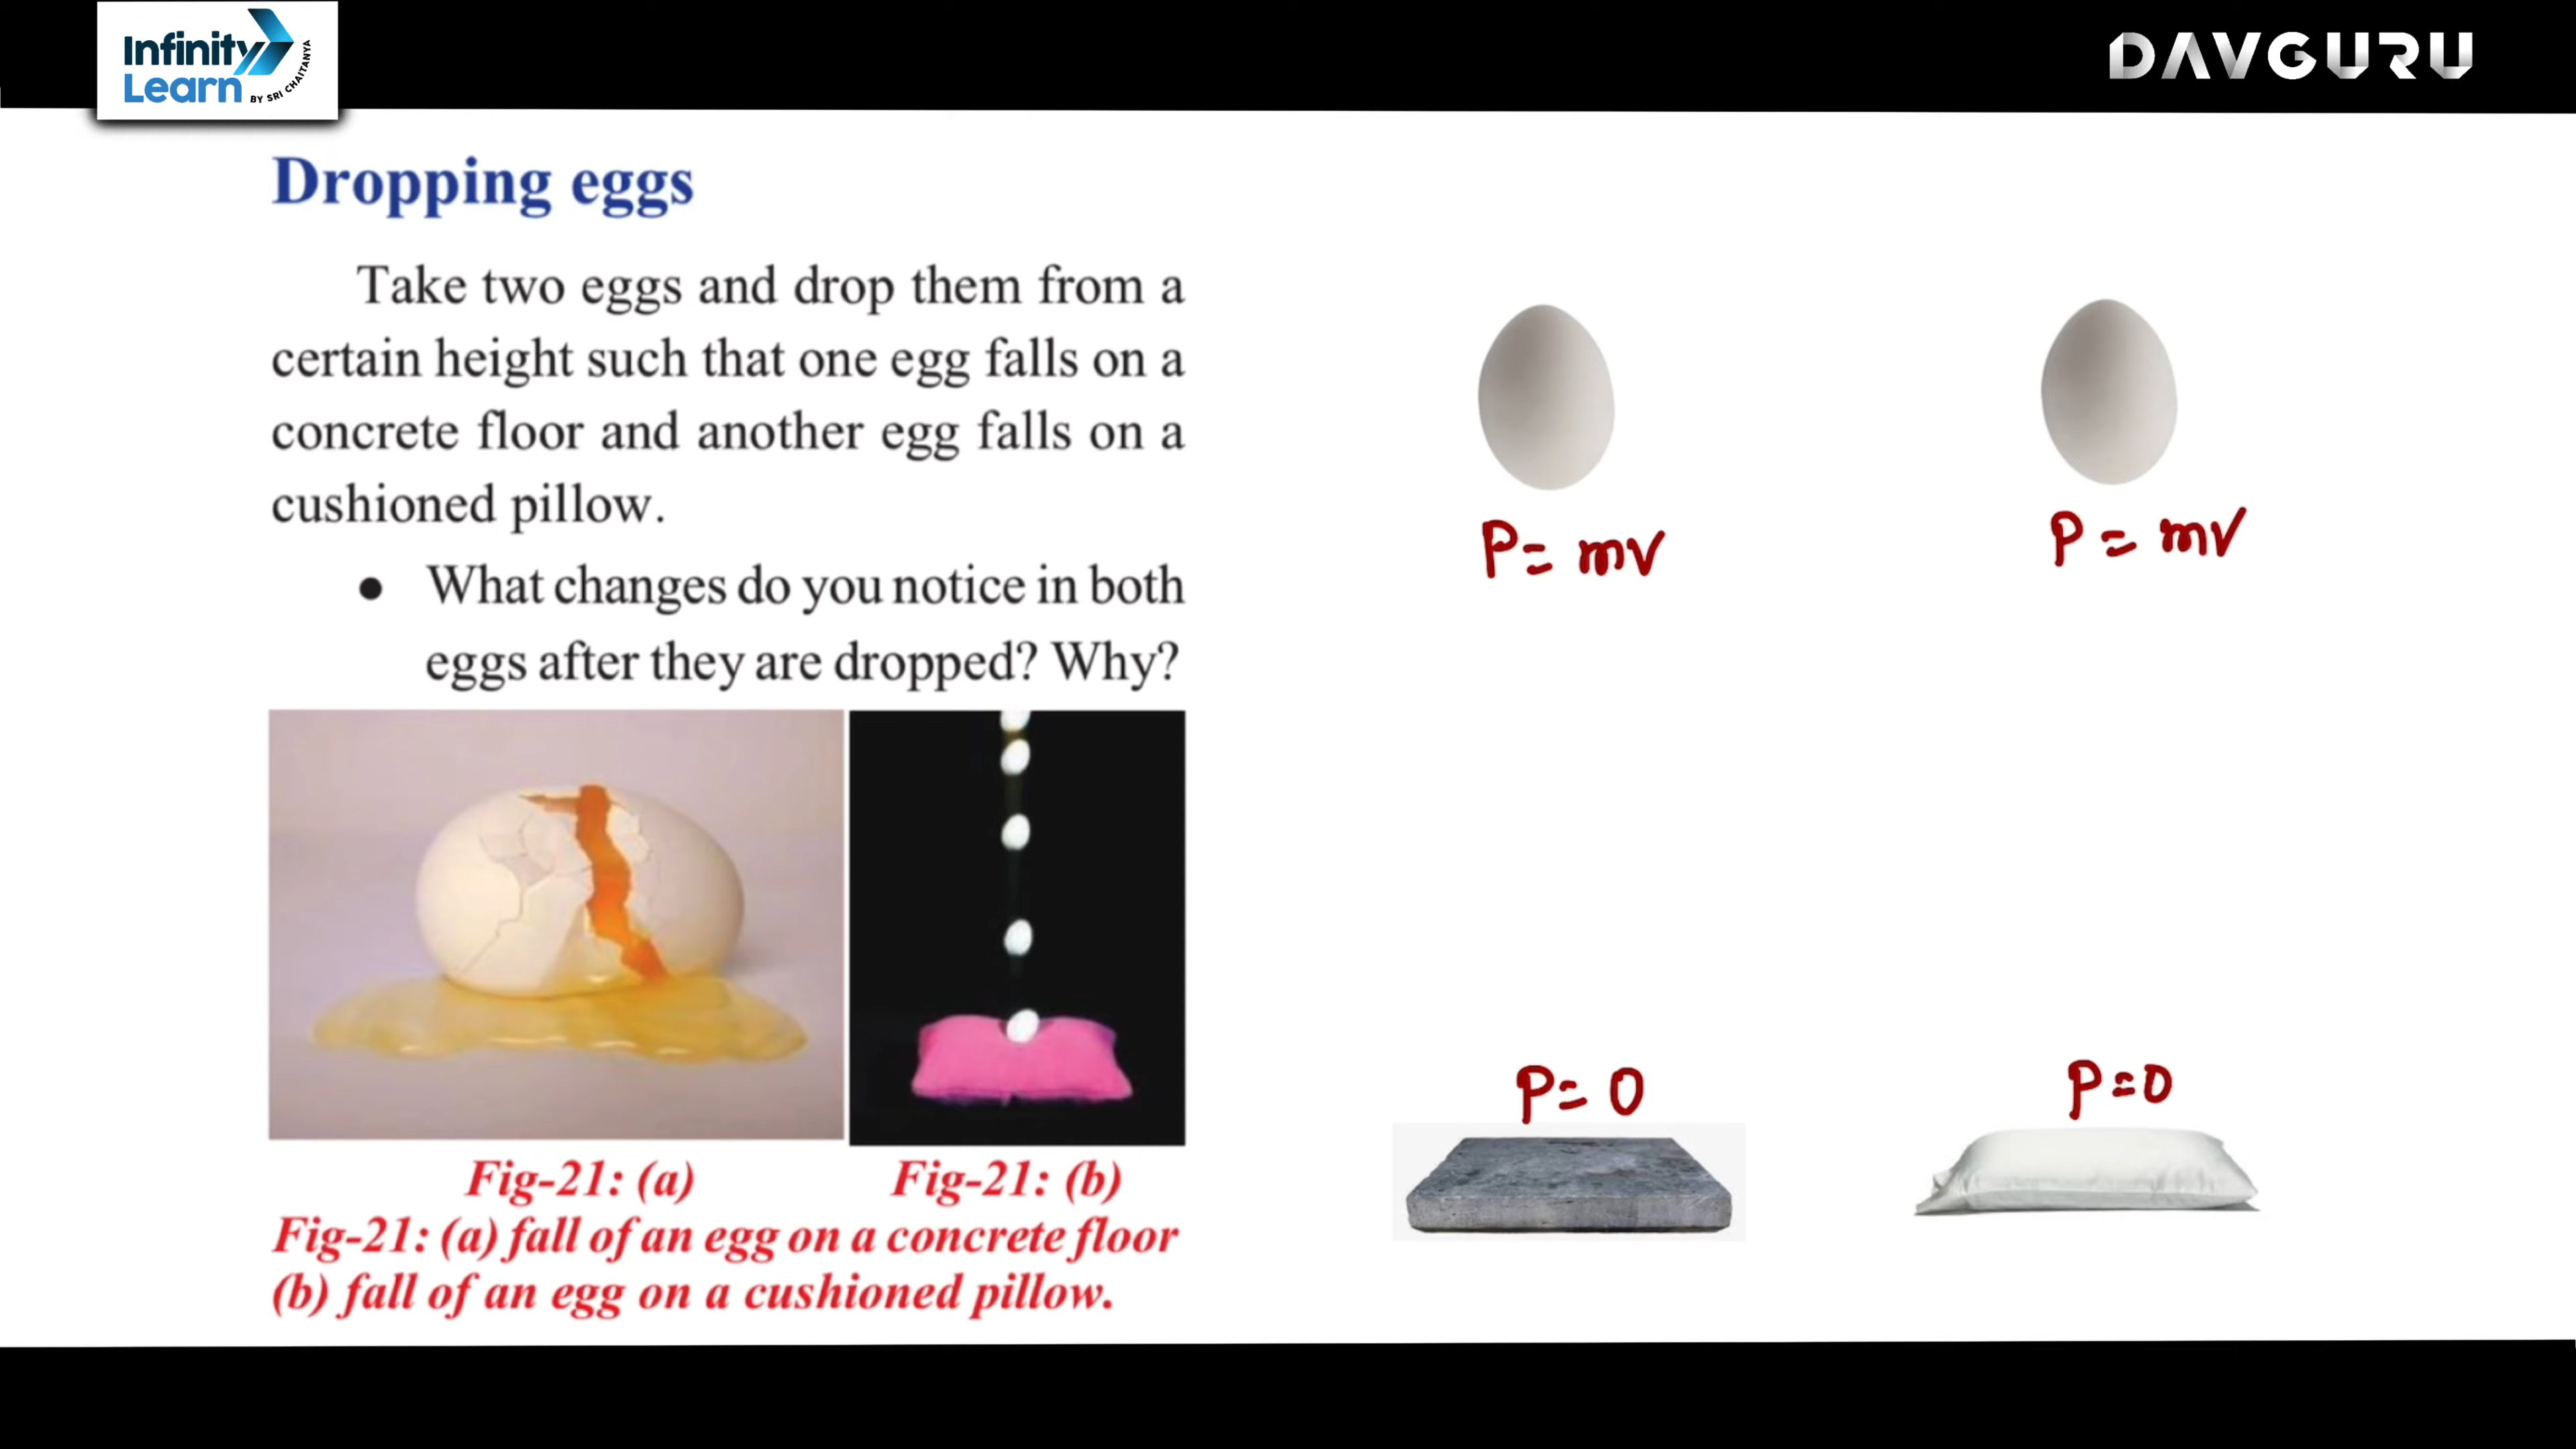 Infinity
Learn
BY SRI CHAITANYA
DAVGURU
Dropping eggs
Take two eggs and drop them from a
certain height such that one egg falls on a
concrete floor and another egg falls on a
cushioned pillow.
● What changes do you notice in both
eggs after they are dropped? Why?
Fig-21: (a)
Fig-21: (b)
Fig-21: (a) fall of an egg on a concrete floor
(b) fall of an egg on a cushioned pillow.
P= mv
P= mv
P= 0
P=0